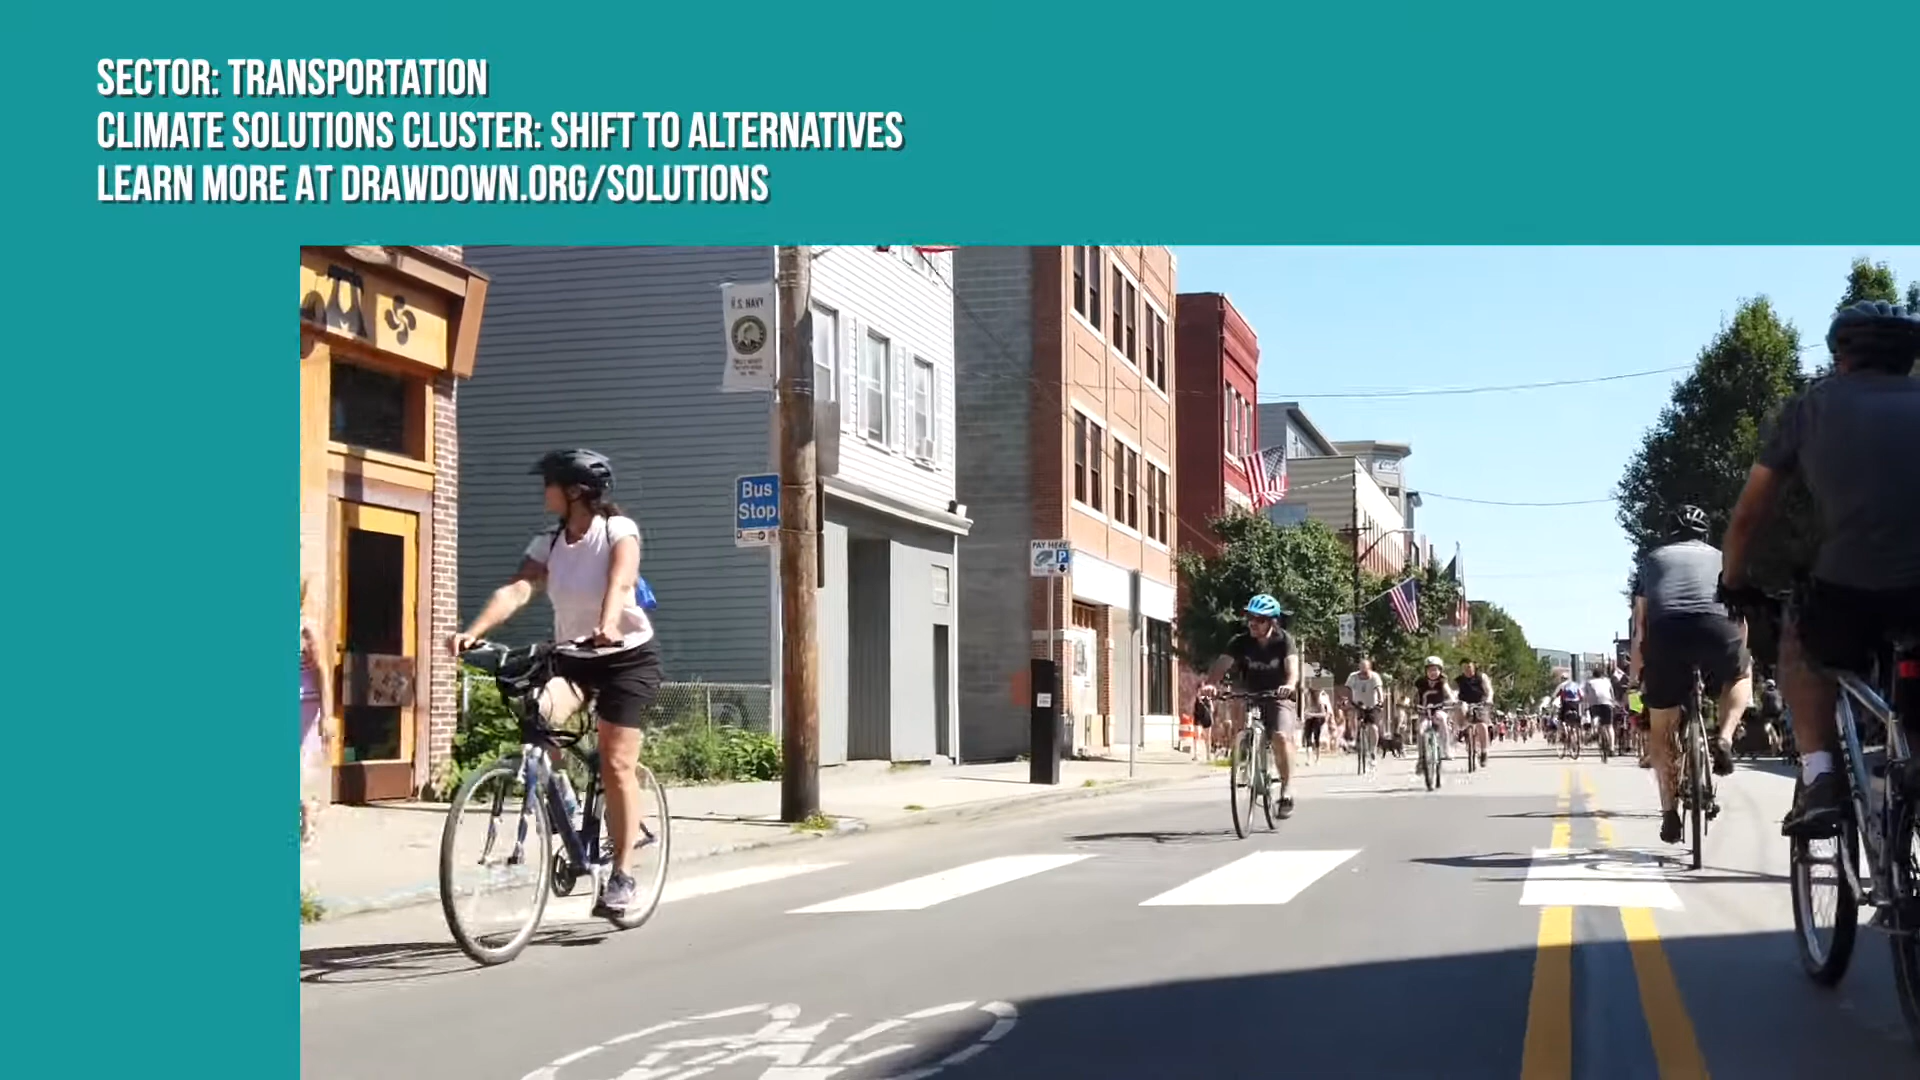 SECTOR: TRANSPORTATION
CLIMATE SOLUTIONS CLUSTER: SHIFT TO ALTERNATIVES
LEARN MORE AT DRAWDOWN.ORG/SOLUTIONS
U.S. NAVY
Bus
Stop
PAY HERE
P